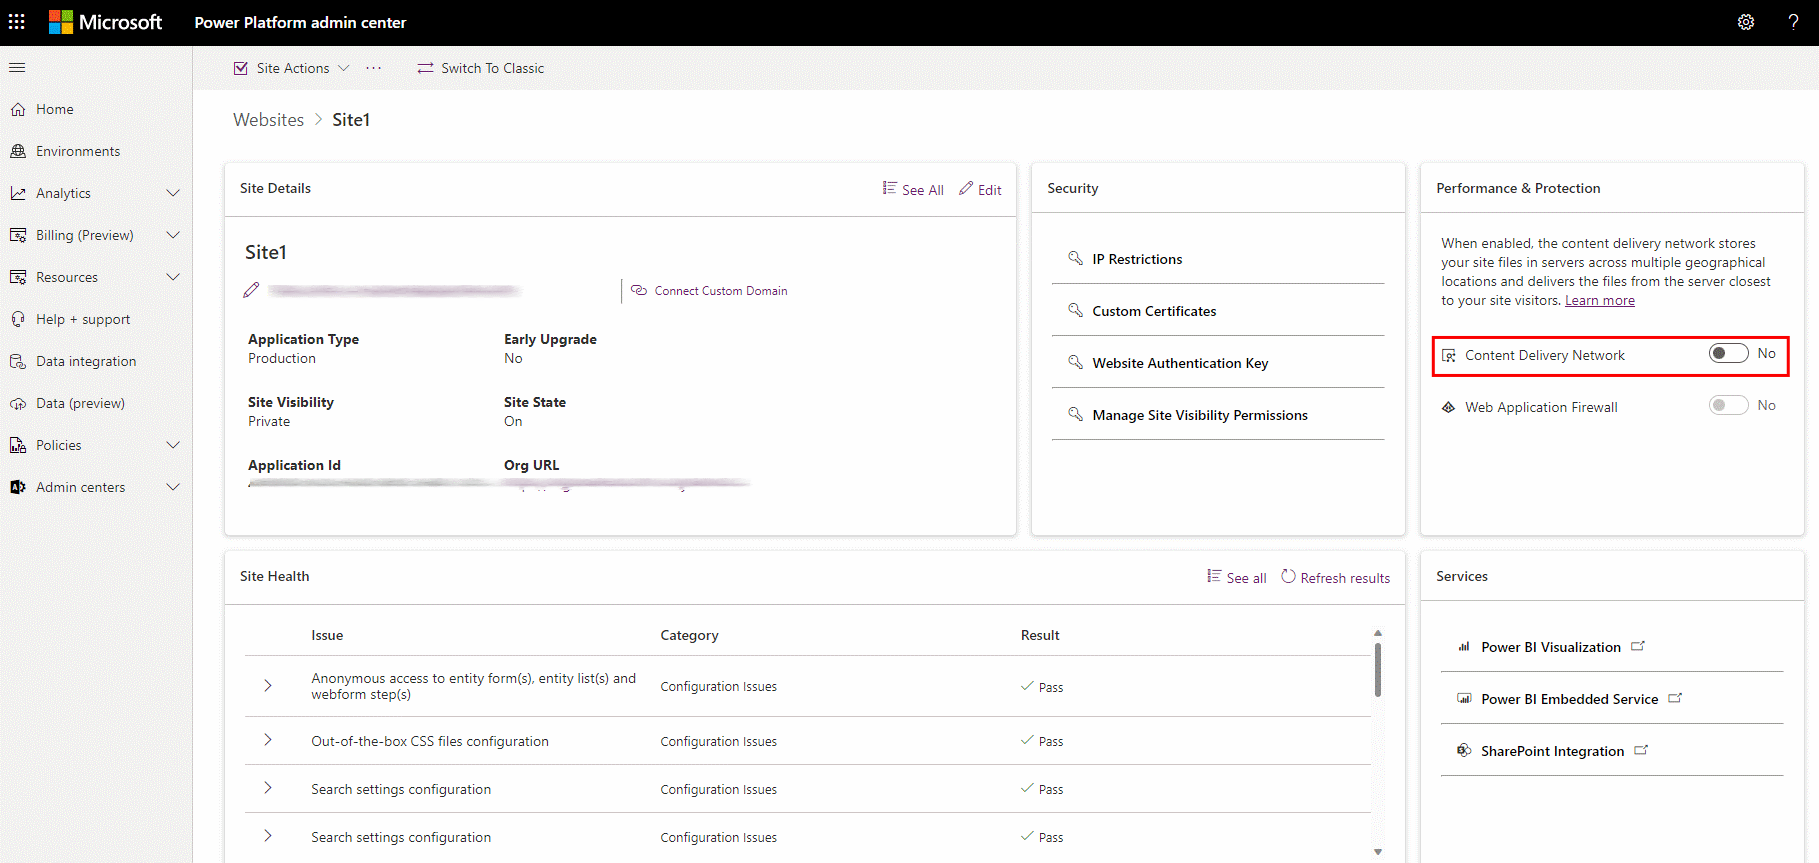 Microsoft Power Platform admin center ?
Site Actions ··· Switch To Classic
Home
Environments
Analytics
Billing (Preview)
Resources
Help + support
Data integration
Data (preview)
Policies
Admin centers
Websites > Site1
Site Details See All Edit
Site1
Connect Custom Domain
Application Type Early Upgrade
Production No
Site Visibility Site State
Private On
Application Id Org URL
Security
IP Restrictions
Custom Certificates
Website Authentication Key
Manage Site Visibility Permissions
Performance & Protection
When enabled, the content delivery network stores
your site files in servers across multiple geographical
locations and delivers the files from the server closest
to your site visitors. Learn more
Content Delivery Network No
Web Application Firewall No
Site Health See all Refresh results
Issue Category Result
Anonymous access to entity form(s), entity list(s) and
webform step(s) Configuration Issues Pass
Out-of-the-box CSS files configuration Configuration Issues Pass
Search settings configuration Configuration Issues Pass
Search settings configuration Configuration Issues Pass
Services
Power BI Visualization
Power BI Embedded Service
SharePoint Integration